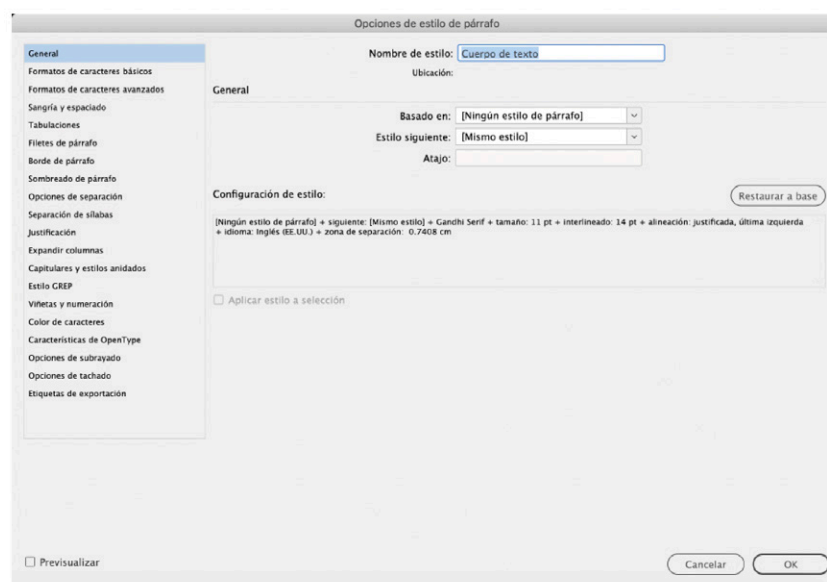 Opciones de estilo de párrafo
General
Formatos de caracteres básicos
Formatos de caracteres avanzados
Sangría y espaciado
Tabulaciones
Filetes de párrafo
Borde de párrafo
Sombreado de párrafo
Opciones de separación
Separación de sílabas
Justificación
Expandir columnas
Capitulares y estilos anidados
Estilo GREP
Viñetas y numeración
Color de caracteres
Características de OpenType
Opciones de subrayado
Opciones de tachado
Etiquetas de exportación
Nombre de estilo: Cuerpo de texto
Ubicación:
General
Basado en: [Ningún estilo de párrafo]
Estilo siguiente: [Mismo estilo]
Atajo:
Configuración de estilo:
Restaurar a base
[Ningún estilo de párrafo] + siguiente: [Mismo estilo] + Gandhi Serif + tamaño: 11 pt + interlineado: 14 pt + alineación: justificada, última izquierda
+ idioma: Inglés (EE.UU.) + zona de separación: 0.7408 cm
Aplicar estilo a selección
Previsualizar
Cancelar
OK